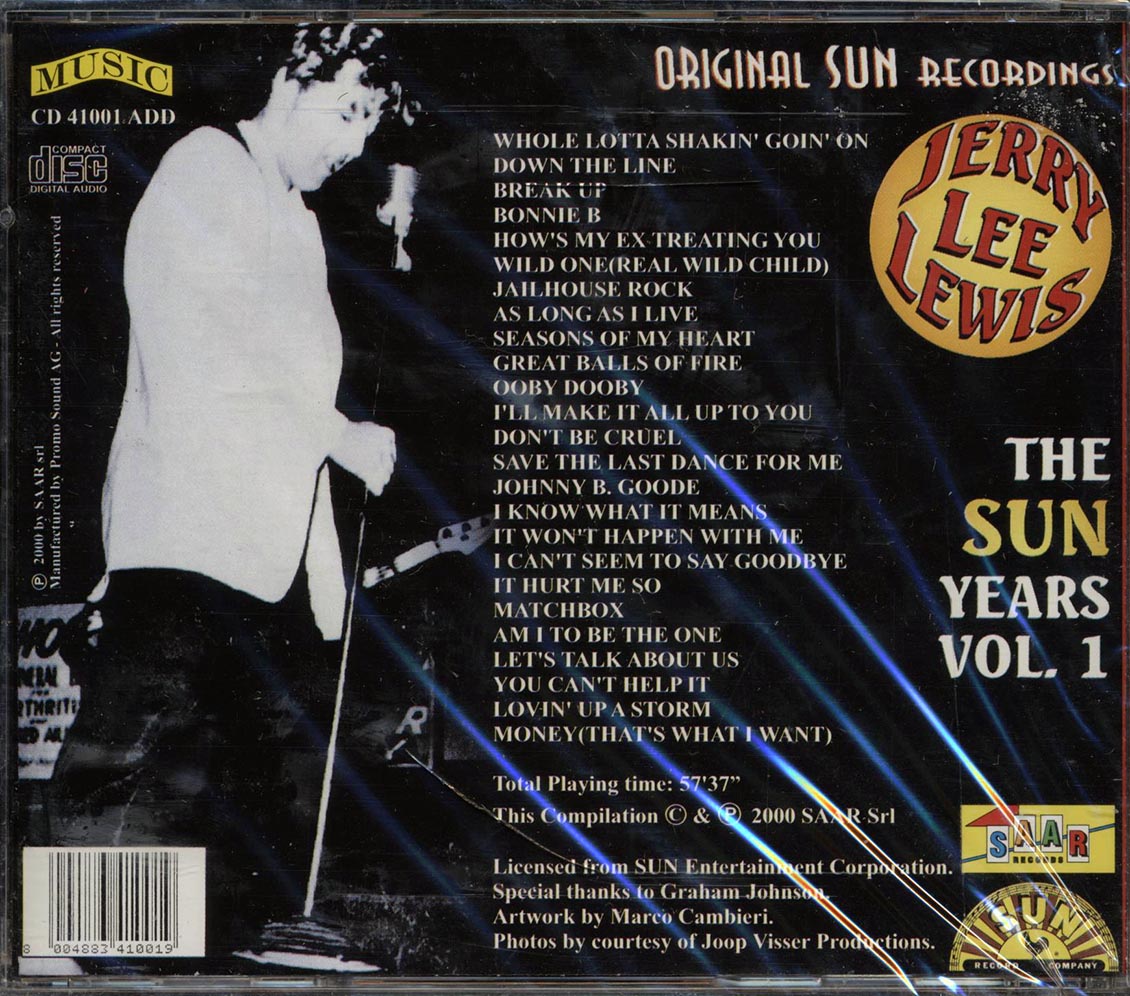 MUSIC
CD 41001 ADD
COMPACT
disc
DIGITAL AUDIO
℗ 2000 by SAAR srl
Manufactured by Promo Sound AG - All rights reserved
ORIGINAL SUN RECORDINGS
JERRY
LEE
LEWIS
WHOLE LOTTA SHAKIN' GOIN' ON
DOWN THE LINE
BREAK UP
BONNIE B
HOW'S MY EX TREATING YOU
WILD ONE(REAL WILD CHILD)
JAILHOUSE ROCK
AS LONG AS I LIVE
SEASONS OF MY HEART
GREAT BALLS OF FIRE
OOBY DOOBY
I'LL MAKE IT ALL UP TO YOU
DON'T BE CRUEL
SAVE THE LAST DANCE FOR ME
JOHNNY B. GOODE
I KNOW WHAT IT MEANS
IT WON'T HAPPEN WITH ME
I CAN'T SEEM TO SAY GOODBYE
IT HURT ME SO
MATCHBOX
AM I TO BE THE ONE
LET'S TALK ABOUT US
YOU CAN'T HELP IT
LOVIN' UP A STORM
MONEY(THAT'S WHAT I WANT)
THE
SUN
YEARS
VOL. 1
Total Playing time: 57'37”
This Compilation © & ℗ 2000 SAAR Srl
Licensed from SUN Entertainment Corporation.
Special thanks to Graham Johnson.
Artwork by Marco Cambieri.
Photos by courtesy of Joop Visser Productions.
SAAR
RECORDS
SUN
RECORD COMPANY
R
8 004883 410019